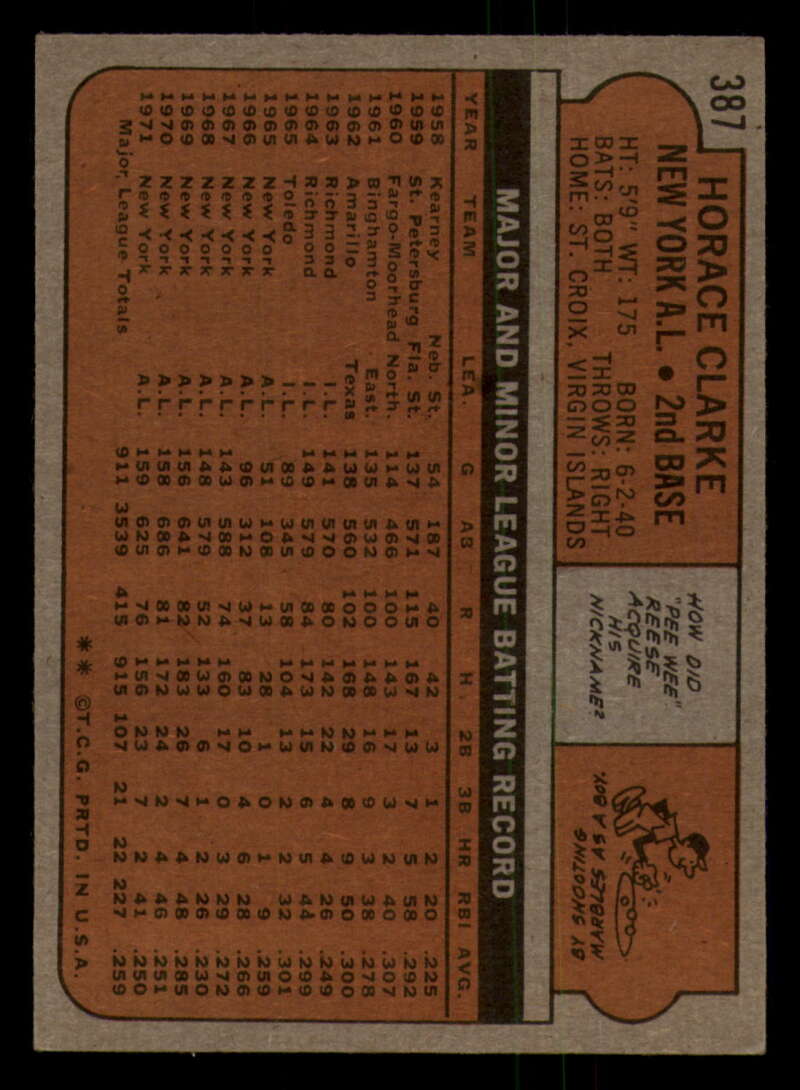 387
HORACE CLARKE
NEW YORK A.L. • 2nd BASE
HT: 5'9" WT: 175 BORN: 6-2-40
BATS: BOTH THROWS: RIGHT
HOME: ST. CROIX, VIRGIN ISLANDS
HOW DID
"PEE WEE"
REESE
ACQUIRE
HIS
NICKNAME?
BY SHOOTING
MARBLES AS A BOY.
MAJOR AND MINOR LEAGUE BATTING RECORD
YEAR TEAM LEA. G AB R H 2B 3B HR RBI AVG.
1958 Kearney Neb. St. 54 187 40 42 3 1 2 20 .225
1959 St. Petersburg Fla. St. 137 571 115 167 13 7 5 58 .292
1960 Fargo-Moorhead North. 114 466 100 143 17 3 2 40 .307
1961 Binghamton East. 135 532 100 148 16 9 3 38 .278
1962 Amarillo Texas 138 560 102 168 29 8 9 50 .300
1963 Richmond I.L. 141 570 80 142 22 4 4 26 .249
1964 Richmond I.L. 149 579 84 173 15 6 5 44 .299
1965 Toledo I.L. 89 345 58 104 13 2 2 32 .301
1965 New York A.L. 51 108 13 28 1 0 1 9 .259
1966 New York A.L. 96 312 37 83 10 4 6 28 .266
1967 New York A.L. 143 588 74 160 17 0 3 29 .272
1968 New York A.L. 148 579 52 133 6 1 2 26 .230
1969 New York A.L. 156 641 82 183 26 7 4 48 .285
1970 New York A.L. 158 686 81 172 24 2 4 46 .251
1971 New York A.L. 159 625 76 156 23 7 2 41 .250
Major League Totals 911 3539 415 915 107 21 22 227 .259
** ©T.C.G. PRTD. IN U.S.A.